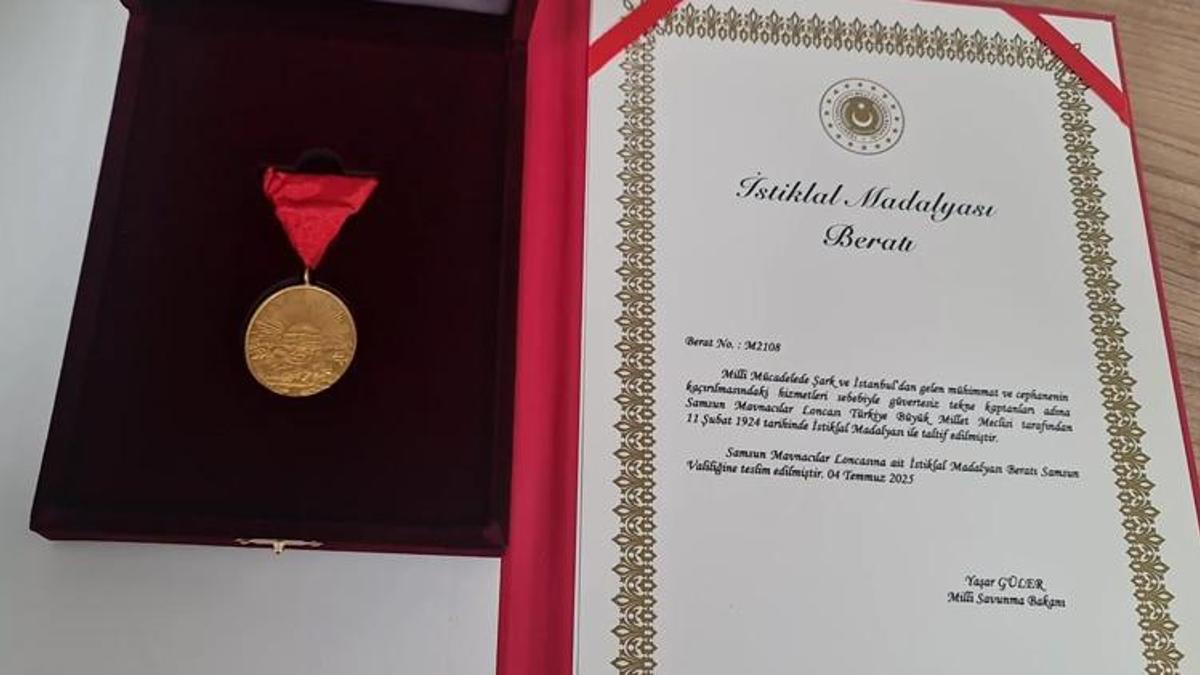 İstiklal Madalyası
Beratı
Berat No. : M2108
Milli Mücadelede Şark ve İstanbul'dan gelen mühimmat ve cephanenin
kaçırılmasındaki hizmetleri sebebiyle güvertesiz tekne kaptanları adına
Samsun Mavnacılar Loncası Türkiye Büyük Millet Meclisi tarafından
11 Şubat 1924 tarihinde İstiklal Madalyası ile taltif edilmiştir.
Samsun Mavnacılar Loncasına ait İstiklal Madalyası Beratı Samsun
Valiliğine teslim edilmiştir. 04 Temmuz 2025
Yaşar GÜLER
Milli Savunma Bakanı